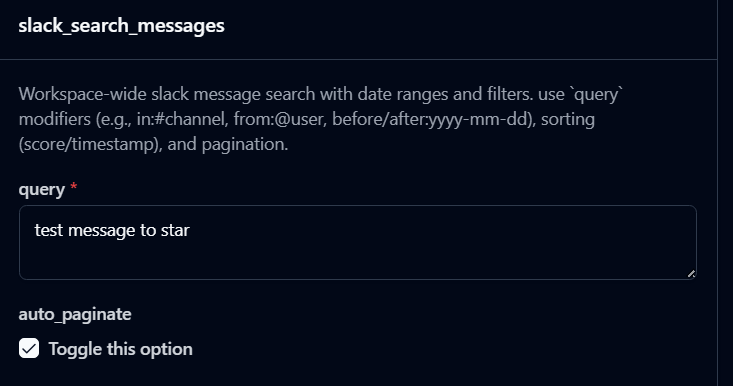 slack_search_messages
Workspace-wide slack message search with date ranges and filters. use `query`
modifiers (e.g., in:#channel, from:@user, before/after:yyyy-mm-dd), sorting
(score/timestamp), and pagination.
query *
test message to star
auto_paginate
Toggle this option